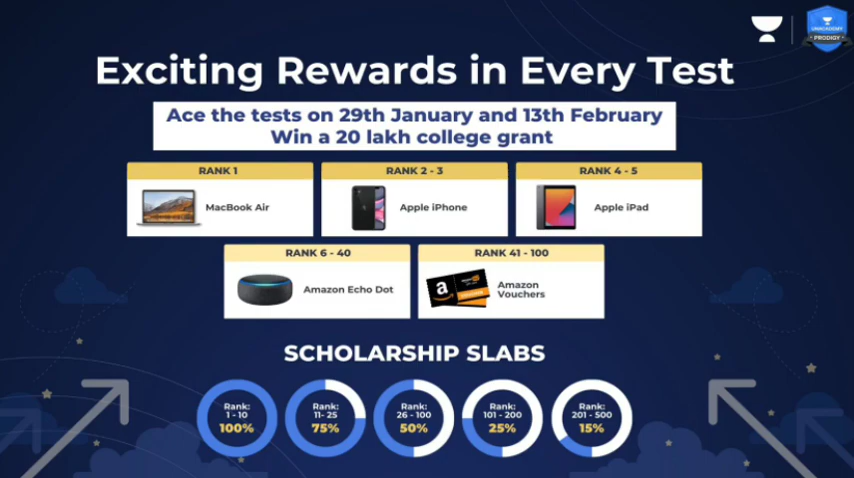 UNACADEMY
PRODIGY
Exciting Rewards in Every Test
Ace the tests on 29th January and 13th February
Win a 20 lakh college grant
RANK 1
MacBook Air
RANK 2 - 3
Apple iPhone
RANK 4 - 5
Apple iPad
RANK 6 - 40
Amazon Echo Dot
RANK 41 - 100
a
Amazon
Vouchers
SCHOLARSHIP SLABS
Rank:
1 - 10
100%
Rank:
11- 25
75%
Rank:
26 - 100
50%
Rank:
101 - 200
25%
Rank:
201 - 500
15%